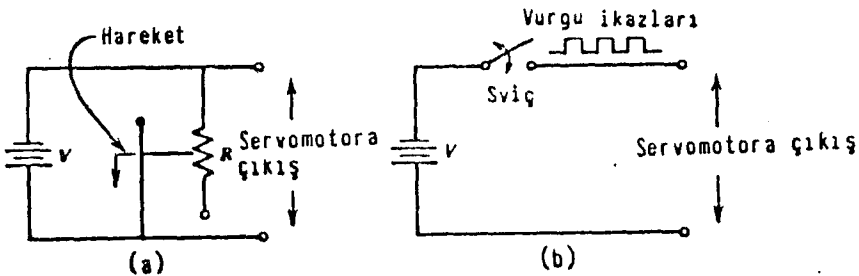 Hareket
V
R
Servomotora
çıkış
(a)
Vurgu ikazları
Sviç
V
Servomotora çıkış
(b)